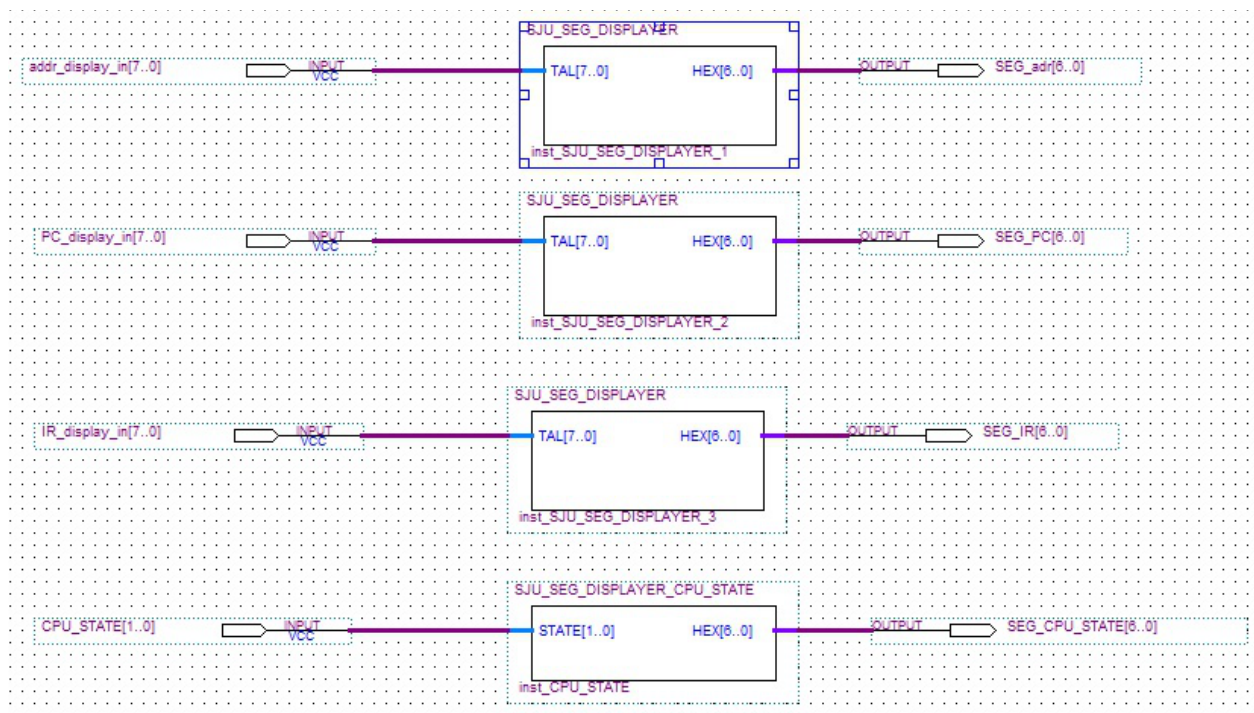 SJU_SEG_DISPLAYER
addr_display_in[7..0] INPUT VCC TAL[7..0] HEX[6..0] OUTPUT SEG_adr[6..0]
inst_SJU_SEG_DISPLAYER_1
SJU_SEG_DISPLAYER
PC_display_in[7..0] INPUT VCC TAL[7..0] HEX[6..0] OUTPUT SEG_PC[6..0]
inst_SJU_SEG_DISPLAYER_2
SJU_SEG_DISPLAYER
IR_display_in[7..0] INPUT VCC TAL[7..0] HEX[6..0] OUTPUT SEG_IR[6..0]
inst_SJU_SEG_DISPLAYER_3
SJU_SEG_DISPLAYER_CPU_STATE
CPU_STATE[1..0] INPUT VCC STATE[1..0] HEX[6..0] OUTPUT SEG_CPU_STATE[6..0]
inst_CPU_STATE